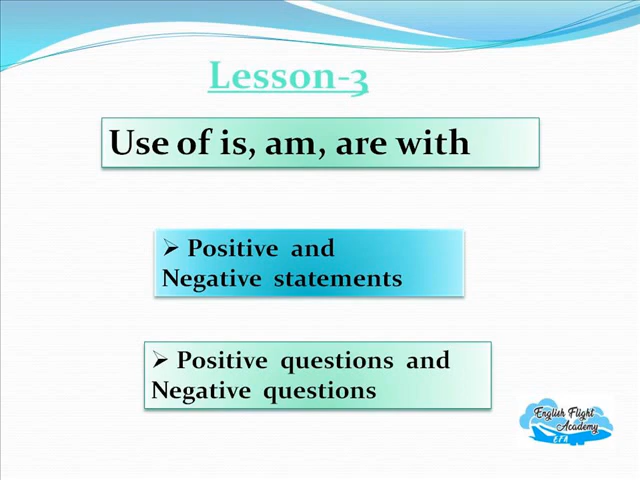 Lesson-3
Use of is, am, are with
➢ Positive and
Negative statements
➢ Positive questions and
Negative questions
English Flight
Academy
EFA